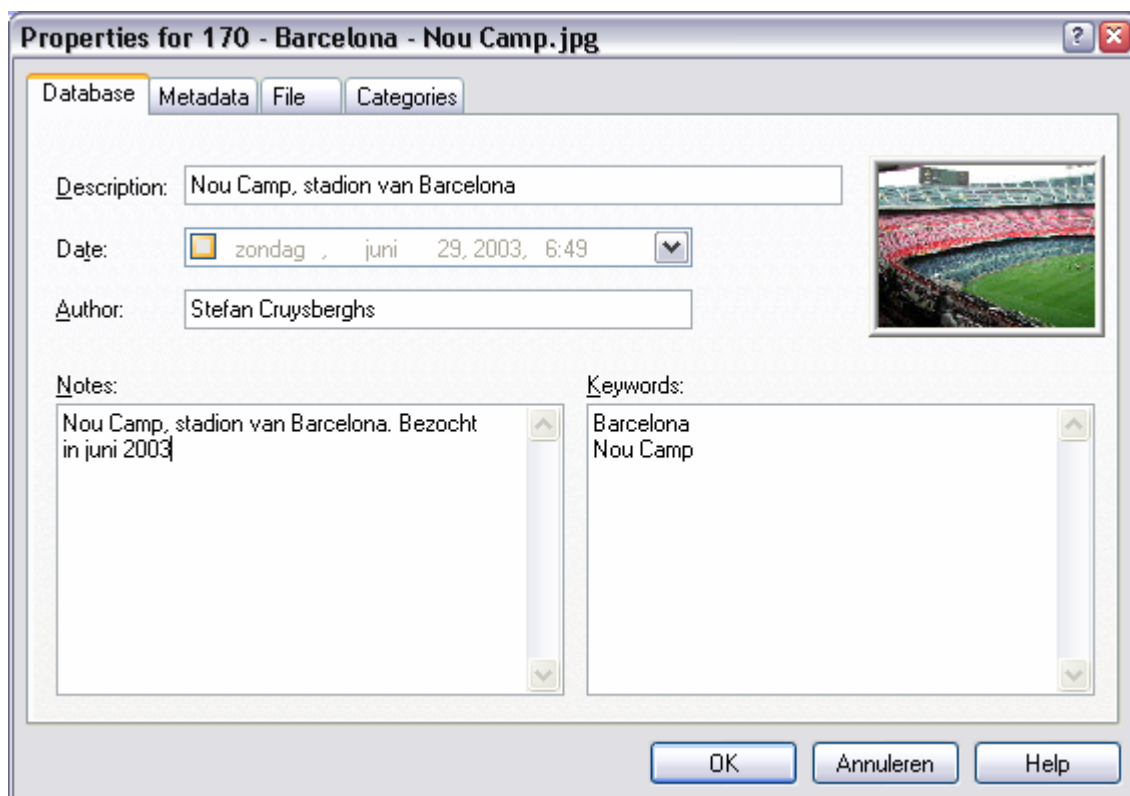 Properties for 170 - Barcelona - Nou Camp.jpg
Database Metadata File Categories
Description: Nou Camp, stadion van Barcelona
Date: zondag , juni 29, 2003, 6:49
Author: Stefan Cruysberghs
Notes:
Nou Camp, stadion van Barcelona. Bezocht
in juni 2003
Keywords:
Barcelona
Nou Camp
OK Annuleren Help